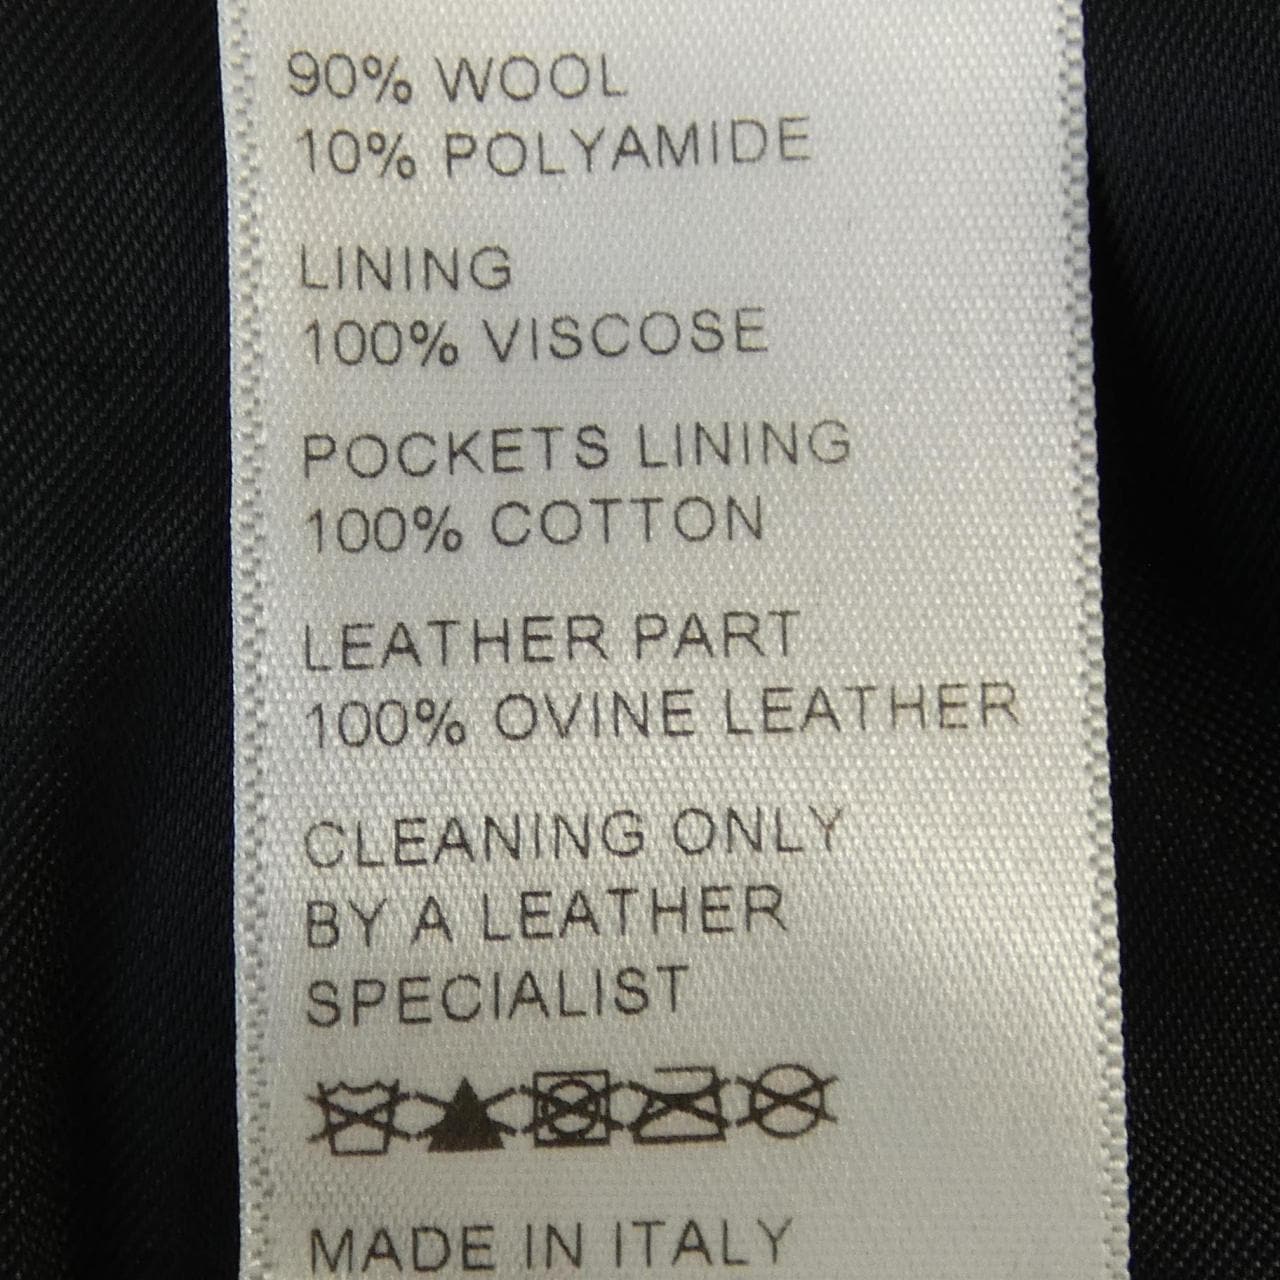 90% WOOL
10% POLYAMIDE
LINING
100% VISCOSE
POCKETS LINING
100% COTTON
LEATHER PART
100% OVINE LEATHER
CLEANING ONLY
BY A LEATHER
SPECIALIST
MADE IN ITALY